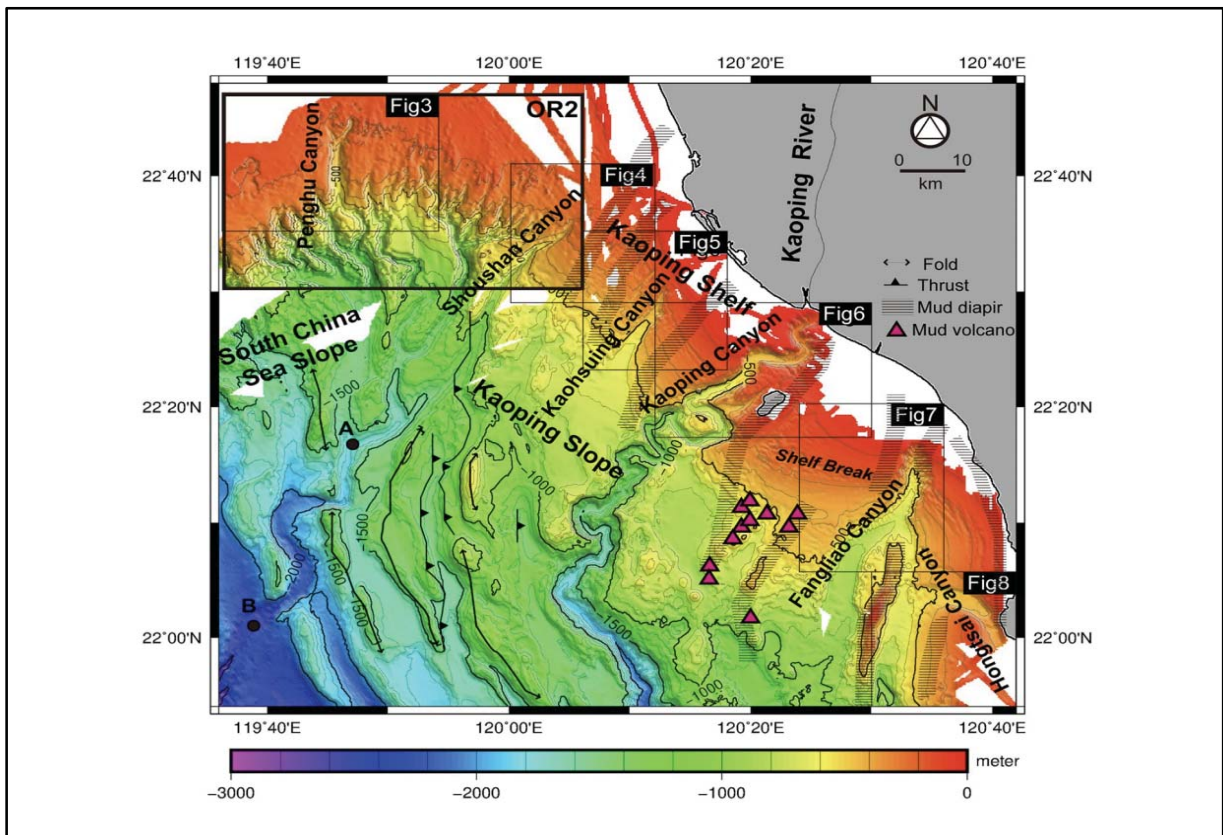 119°40'E
120°00'E
120°20'E
120°40'E
Fig3
OR2
N
0 10
km
Kaoping River
Penghu Canyon
-500
22°40'N
22°40'N
Fig4
Kaoping Shelf
Fig5
Shoushan Canyon
Fold
Thrust
Mud diapir
Mud volcano
Fig6
South China
Sea Slope
Kaohsuing Canyon
Kaoping Canyon
-500
-1500
22°20'N
22°20'N
Kaoping Slope
Fig7
A
-1000
-1000
Shelf Break
1500
1500
-500
Fangliao Canyon
2000
1500
1500
Hongtsai Canyon
Fig8
B
-1500
22°00'N
22°00'N
-1000
119°40'E
120°00'E
120°20'E
120°40'E
meter
-3000
-2000
-1000
0